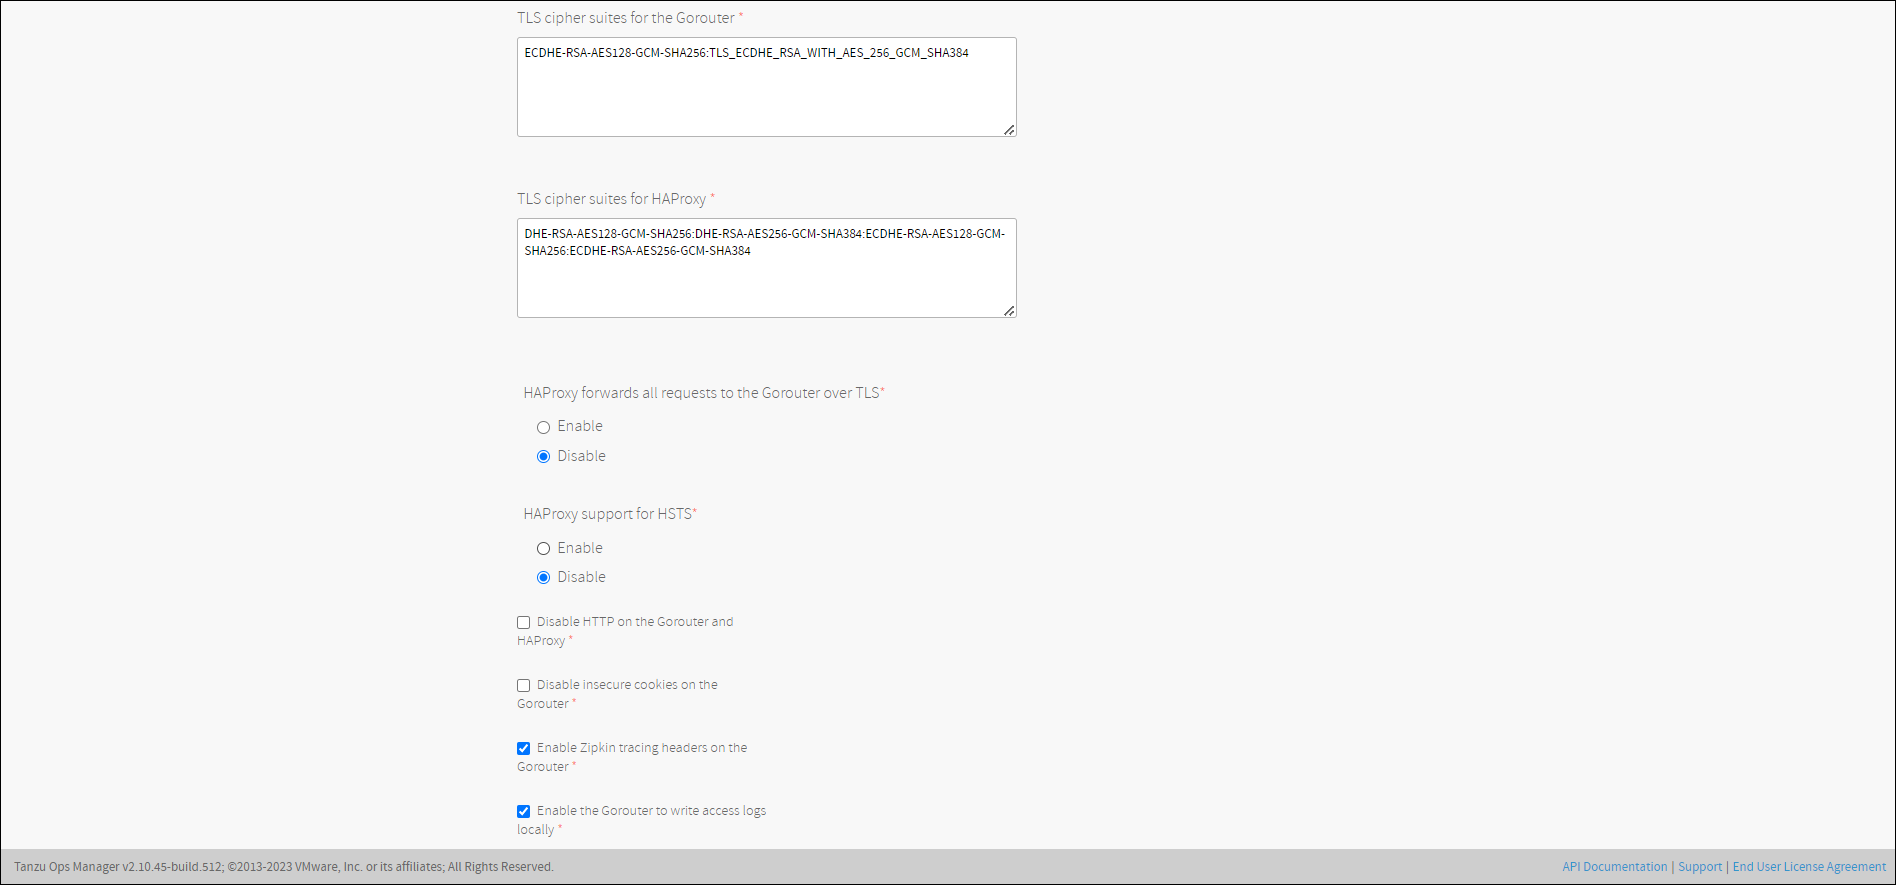 TLS cipher suites for the Gorouter *
ECDHE-RSA-AES128-GCM-SHA256:TLS_ECDHE_RSA_WITH_AES_256_GCM_SHA384
TLS cipher suites for HAProxy *
DHE-RSA-AES128-GCM-SHA256:DHE-RSA-AES256-GCM-SHA384:ECDHE-RSA-AES128-GCM-
SHA256:ECDHE-RSA-AES256-GCM-SHA384
HAProxy forwards all requests to the Gorouter over TLS*
Enable
Disable
HAProxy support for HSTS*
Enable
Disable
Disable HTTP on the Gorouter and
HAProxy *
Disable insecure cookies on the
Gorouter *
Enable Zipkin tracing headers on the
Gorouter *
Enable the Gorouter to write access logs
locally *
Tanzu Ops Manager v2.10.45-build.512; ©2013-2023 VMware, Inc. or its affiliates; All Rights Reserved.
API Documentation | Support | End User License Agreement